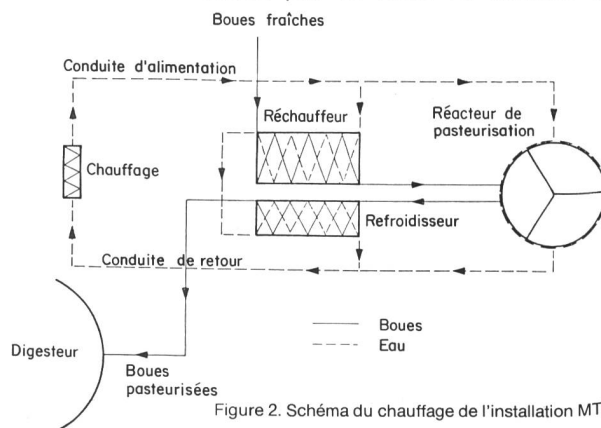 Boues fraîches
Conduite d'alimentation
Réchauffeur
Réacteur de
pasteurisation
Chauffage
Refroidisseur
Conduite de retour
Digesteur
Boues
pasteurisées
Boues
Eau
Figure 2. Schéma du chauffage de l'installation MT